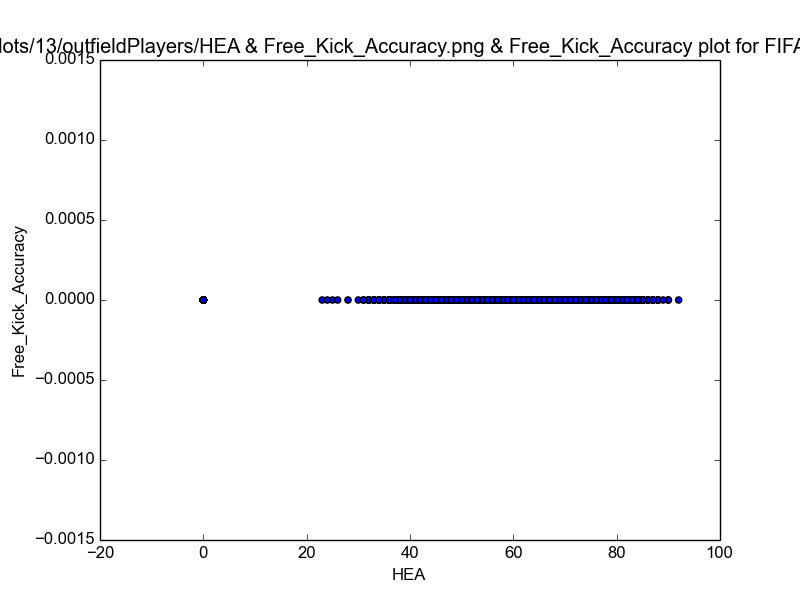 lots/13/outfieldPlayers/HEA & Free_Kick_Accuracy.png & Free_Kick_Accuracy plot for FIFA
0.0015
0.0010
0.0005
0.0000
−0.0005
−0.0010
−0.0015
Free_Kick_Accuracy
−20 0 20 40 60 80 100
HEA